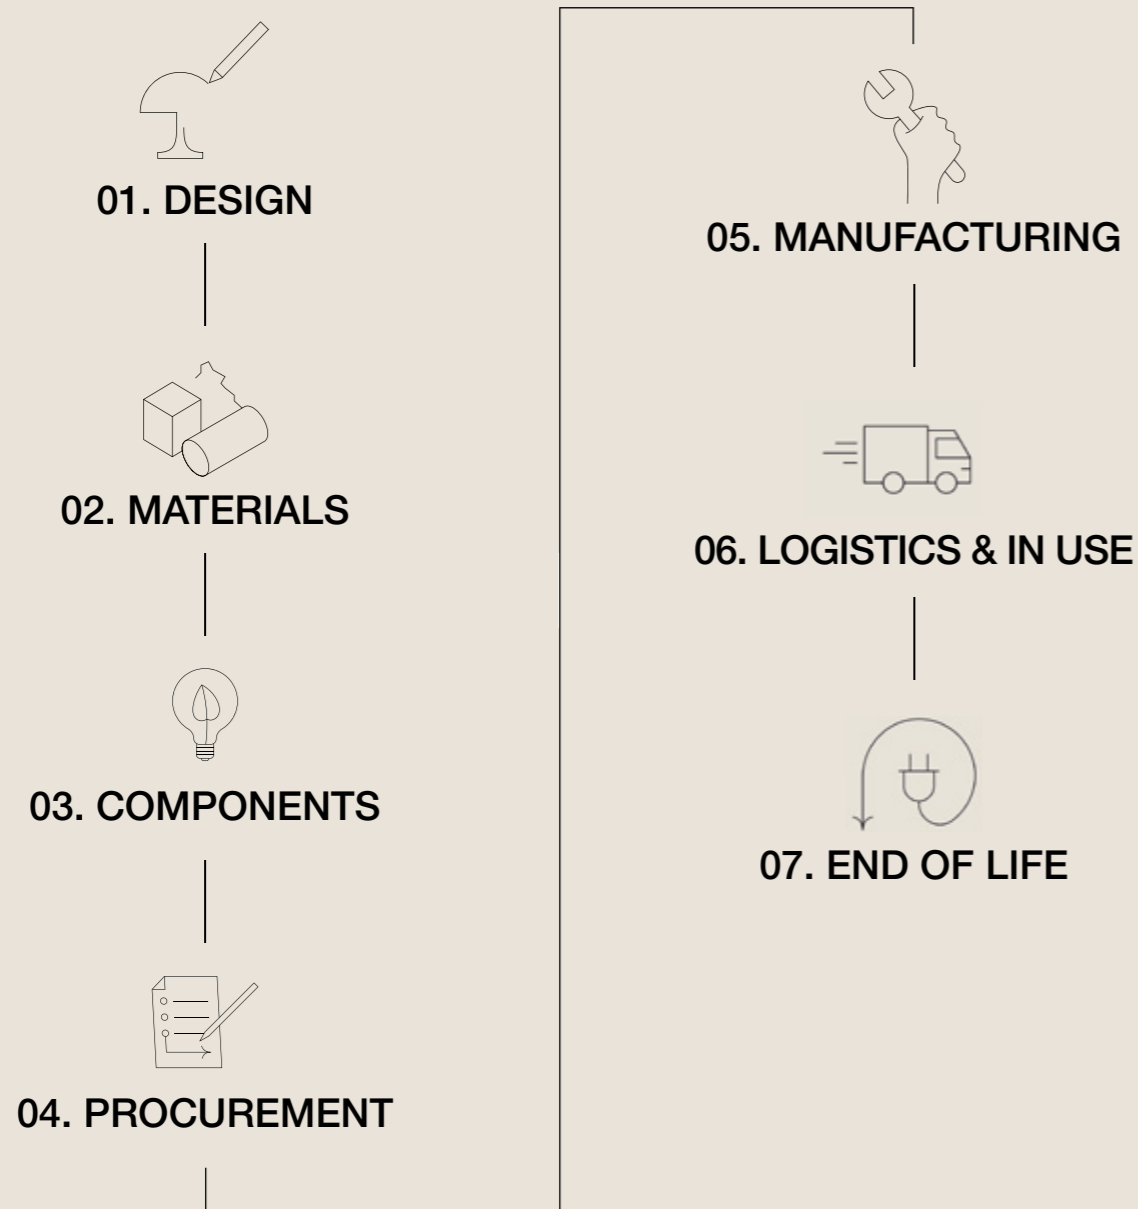 01. DESIGN
02. MATERIALS
03. COMPONENTS
04. PROCUREMENT
05. MANUFACTURING
06. LOGISTICS & IN USE
07. END OF LIFE